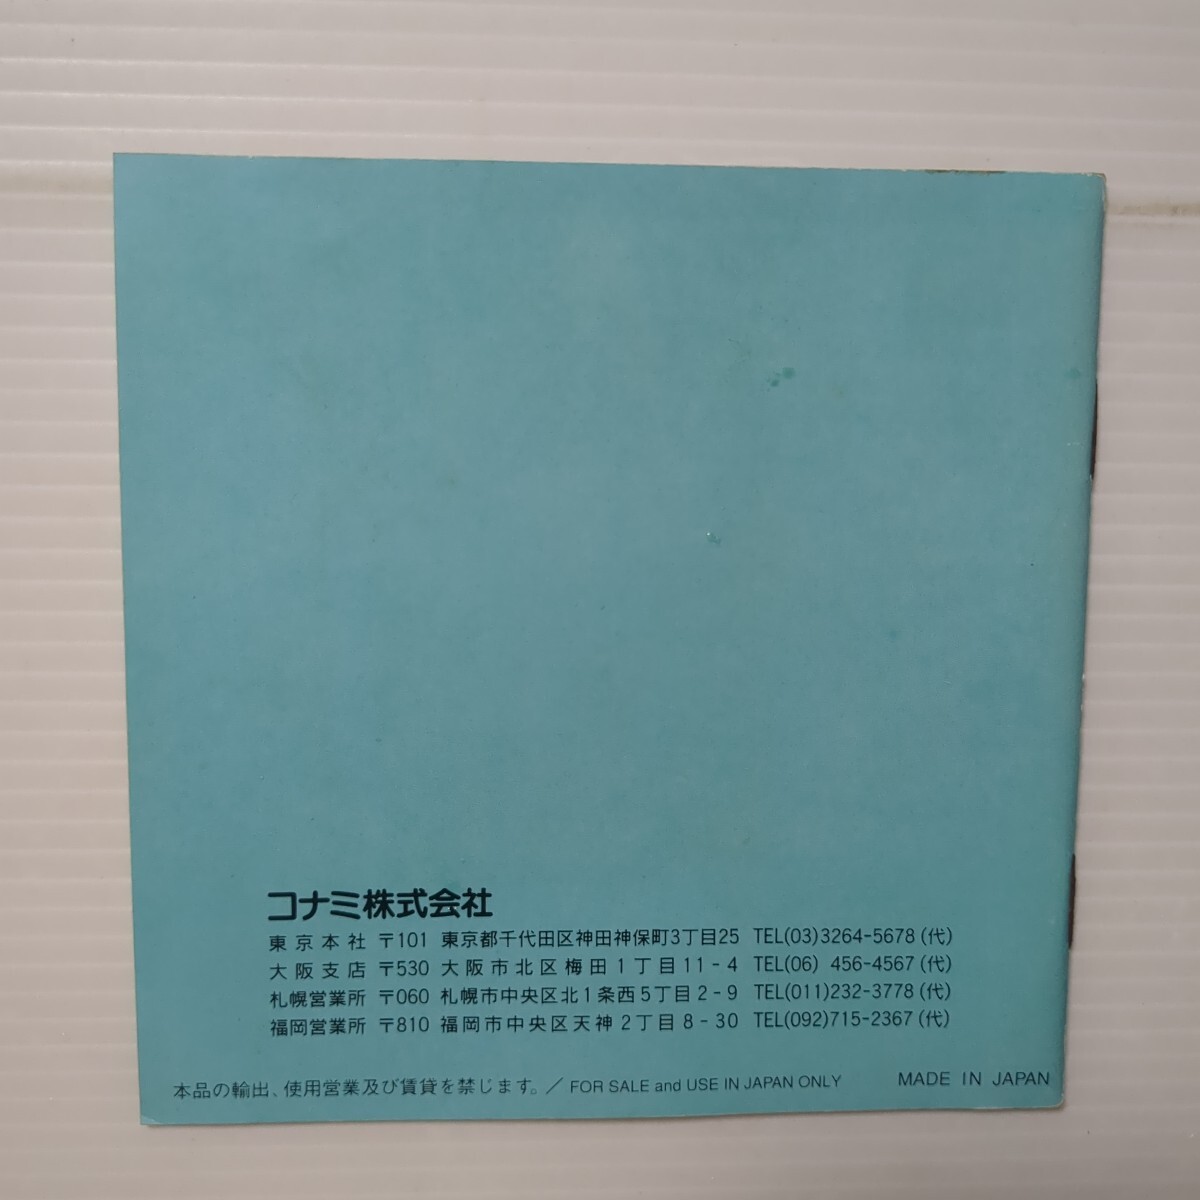 コナミ株式会社
東京本社 〒101 東京都千代田区神田神保町3丁目25 TEL(03)3264-5678(代)
大阪支店 〒530 大阪市北区梅田1丁目11-4 TEL(06) 456-4567(代)
札幌営業所 〒060 札幌市中央区北1条西5丁目2-9 TEL(011)232-3778(代)
福岡営業所 〒810 福岡市中央区天神2丁目8-30 TEL(092)715-2367(代)
本品の輸出、使用営業及び賃貸を禁じます。／FOR SALE and USE IN JAPAN ONLY MADE IN JAPAN